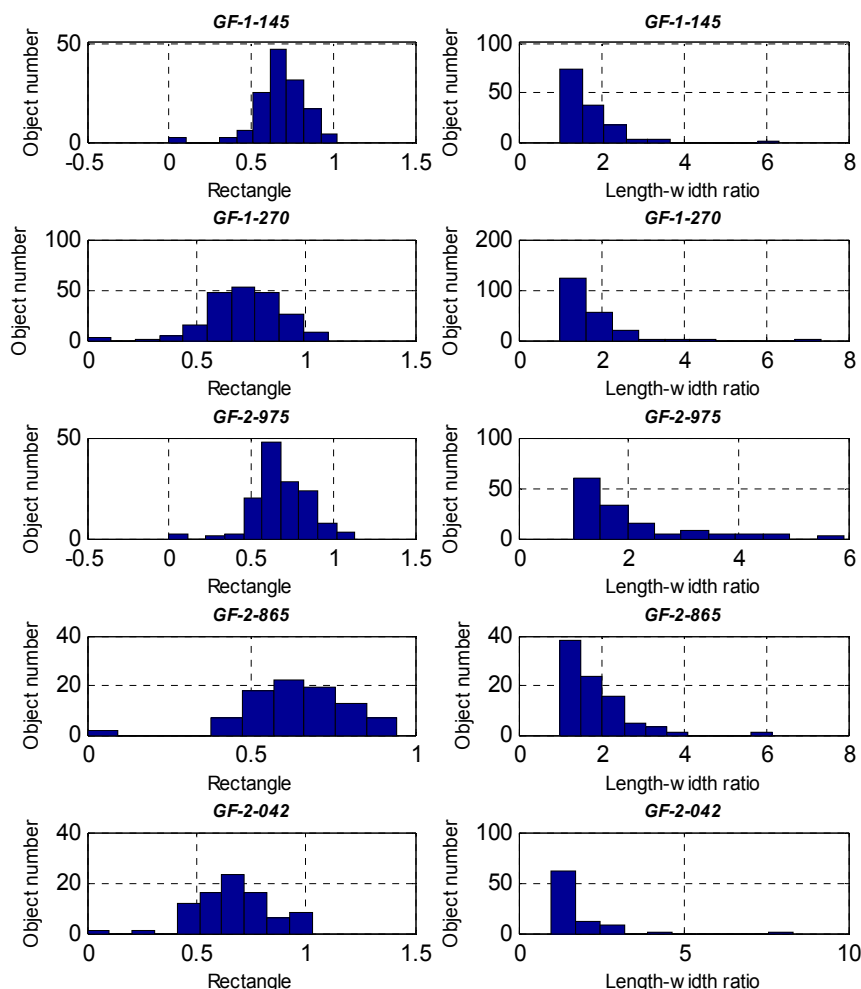 GF-1-145
Object number
50
0
-0.5 0 0.5 1 1.5
Rectangle
GF-1-145
Object number
100
50
0
0 2 4 6 8
Length-width ratio
GF-1-270
Object number
100
50
0
0 0.5 1 1.5
Rectangle
GF-1-270
Object number
200
100
0
0 2 4 6 8
Length-width ratio
GF-2-975
Object number
50
0
-0.5 0 0.5 1 1.5
Rectangle
GF-2-975
Object number
100
50
0
0 2 4 6
Length-width ratio
GF-2-865
Object number
40
20
0
0 0.5 1
Rectangle
GF-2-865
Object number
40
20
0
0 2 4 6 8
Length-width ratio
GF-2-042
Object number
40
20
0
0 0.5 1 1.5
Rectangle
GF-2-042
Object number
100
50
0
0 5 10
Length-width ratio